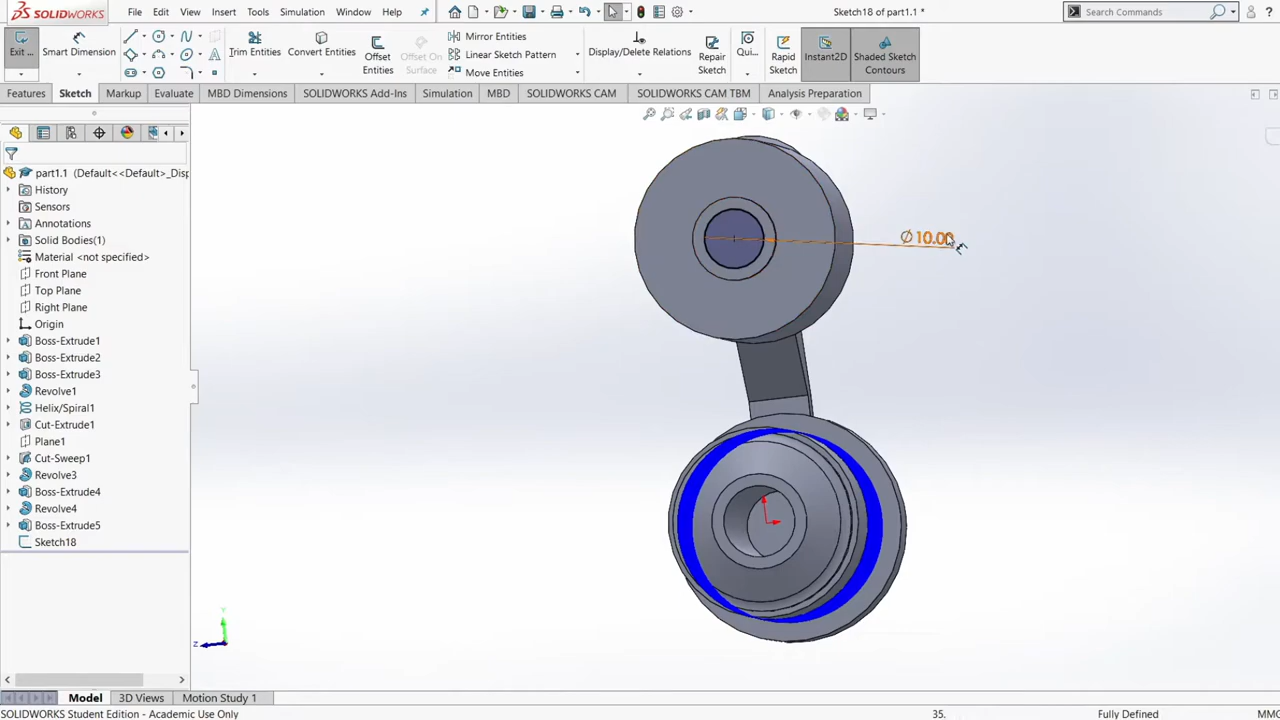 SOLIDWORKS File Edit View Insert Tools Simulation Window Help Sketch18 of part1.1 * Search Commands ?
Exit ... Smart Dimension Trim Entities Convert Entities Offset Entities Offset On Surface Mirror Entities Linear Sketch Pattern Move Entities Display/Delete Relations Repair Sketch Qui... Rapid Sketch Instant2D Shaded Sketch Contours
Features Sketch Markup Evaluate MBD Dimensions SOLIDWORKS Add-Ins Simulation MBD SOLIDWORKS CAM SOLIDWORKS CAM TBM Analysis Preparation
part1.1 (Default<<Default>_Disp
History
Sensors
Annotations
Solid Bodies(1)
Material <not specified>
Front Plane
Top Plane
Right Plane
Origin
Boss-Extrude1
Boss-Extrude2
Boss-Extrude3
Revolve1
Helix/Spiral1
Cut-Extrude1
Plane1
Cut-Sweep1
Revolve3
Boss-Extrude4
Revolve4
Boss-Extrude5
Sketch18
Ø10.00
Y
Z
Model 3D Views Motion Study 1
SOLIDWORKS Student Edition - Academic Use Only 35. Fully Defined MMG